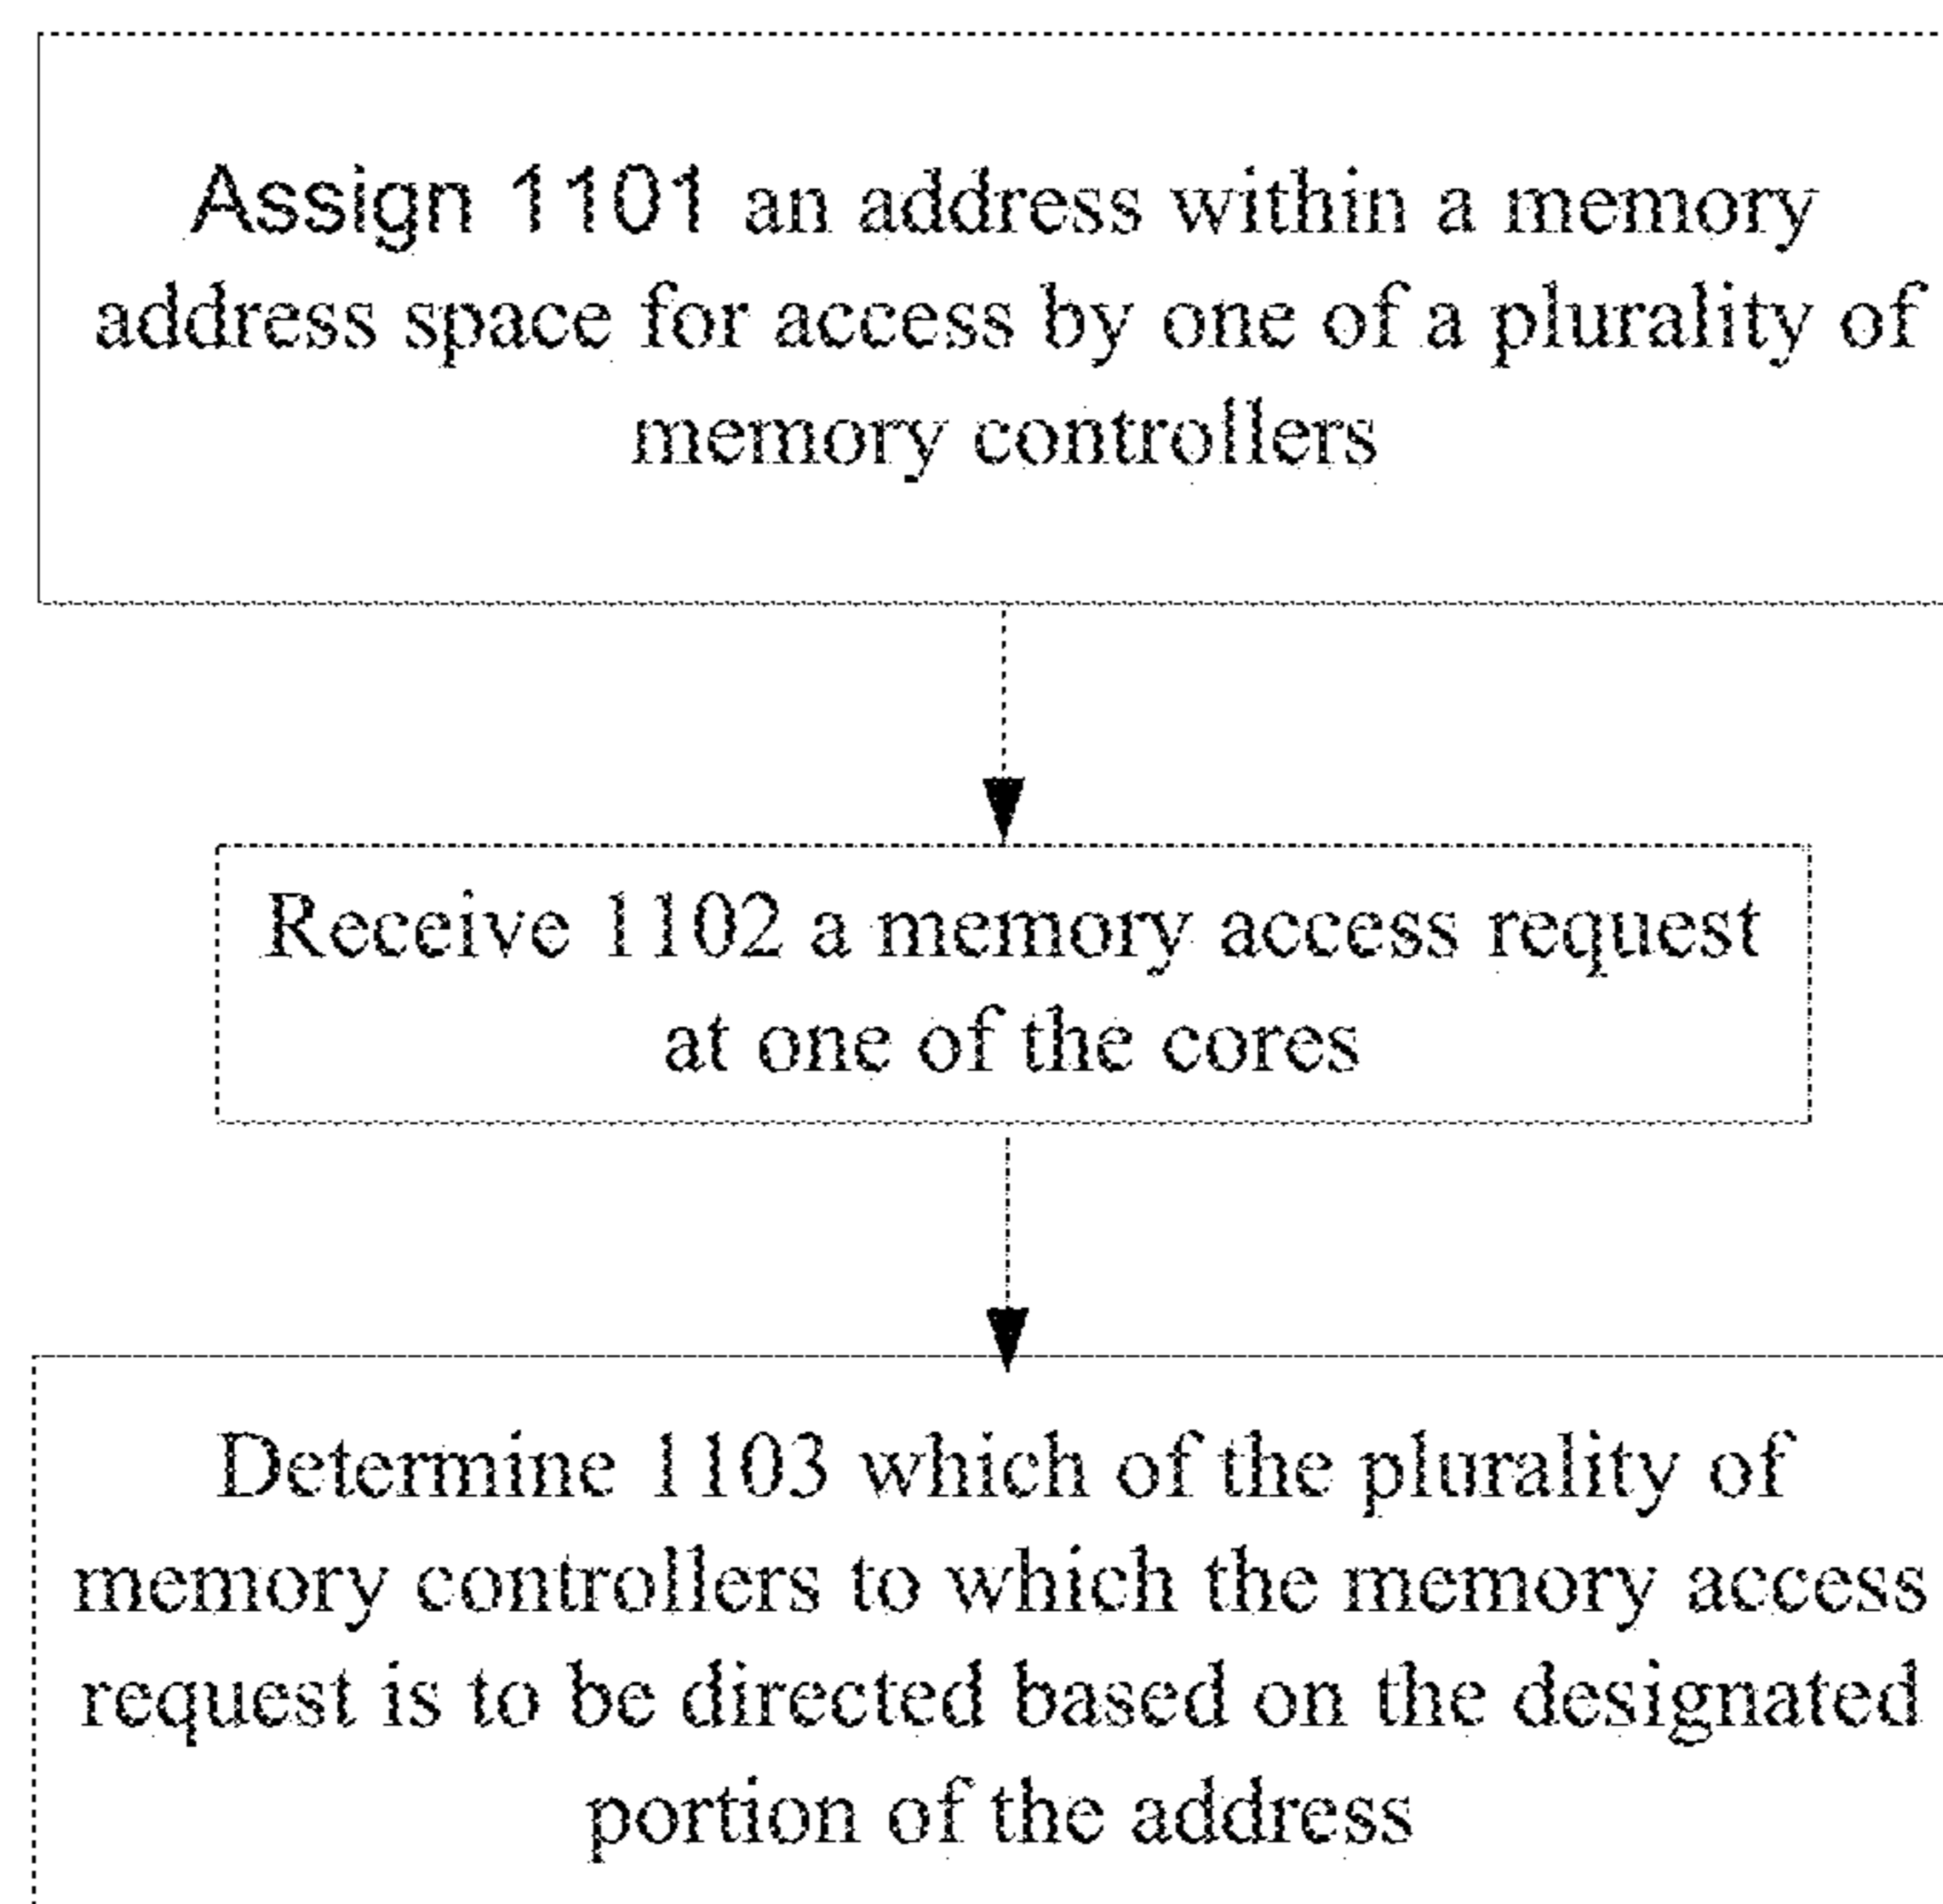 Assign 1101 an address within a memory
address space for access by one of a plurality of
memory controllers
Receive 1102 a memory access request
at one of the cores
Determine 1103 which of the plurality of
memory controllers to which the memory access
request is to be directed based on the designated
portion of the address